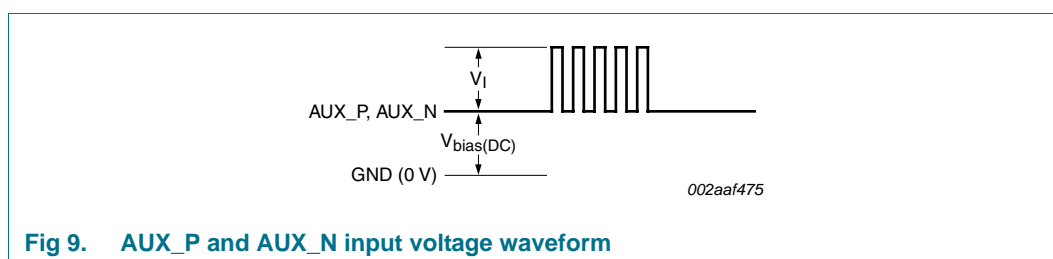 V_I
AUX_P, AUX_N
V_bias(DC)
GND (0 V)
002aaf475
Fig 9. AUX_P and AUX_N input voltage waveform